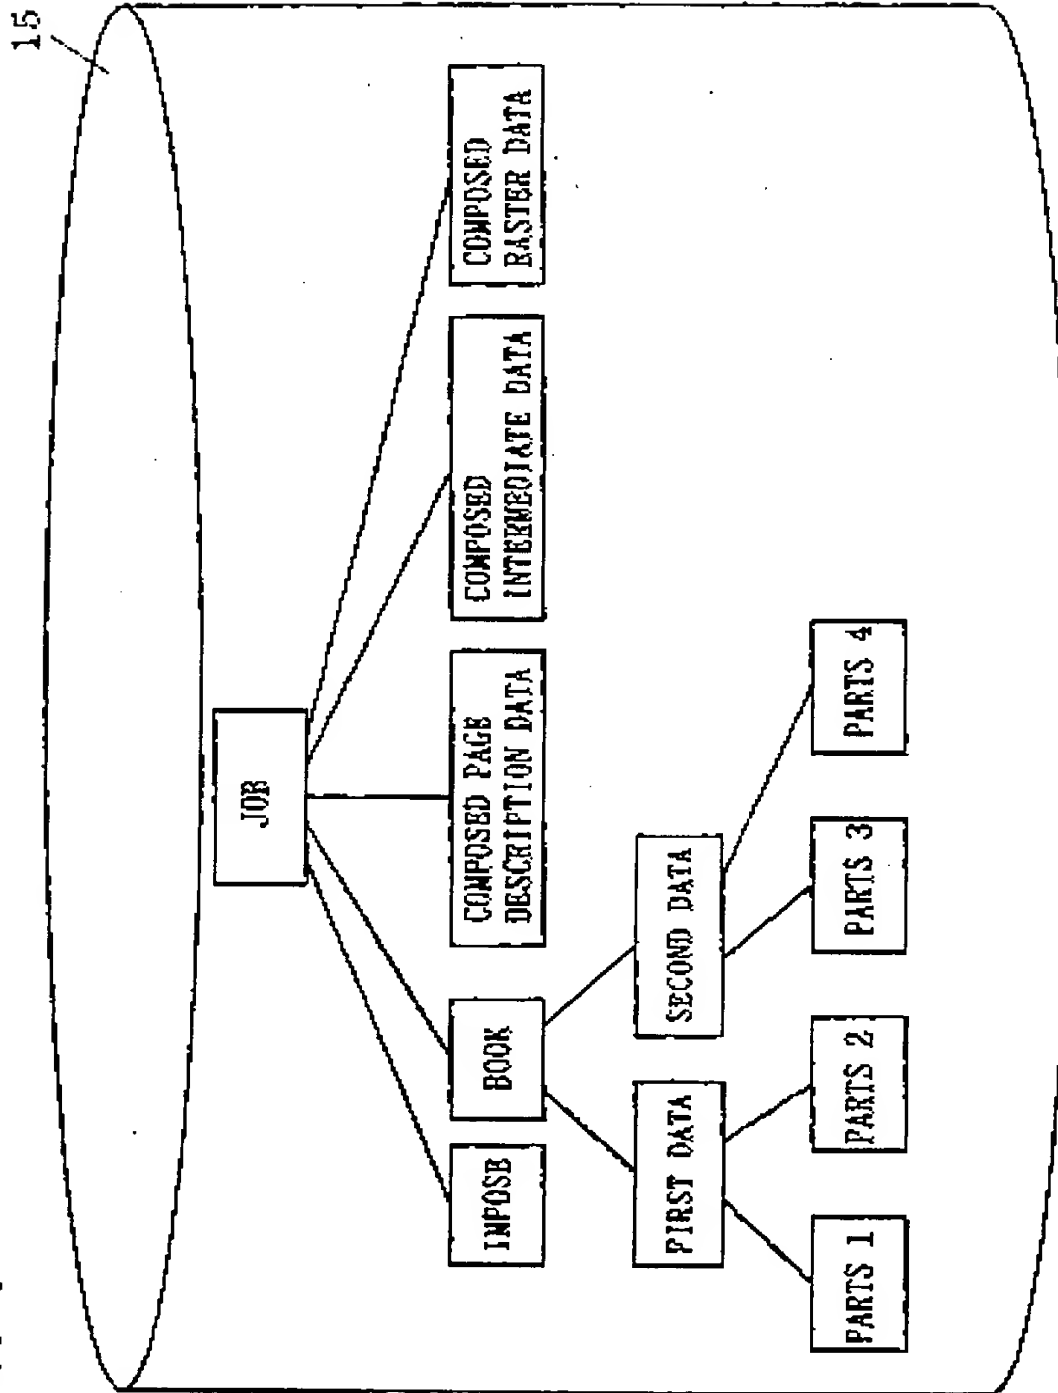 15
JOB
IMPOSE
BOOK
COMPOSED PAGE
DESCRIPTION DATA
COMPOSED
INTERMEDIATE DATA
COMPOSED
RASTER DATA
FIRST DATA
SECOND DATA
PARTS 1
PARTS 2
PARTS 3
PARTS 4